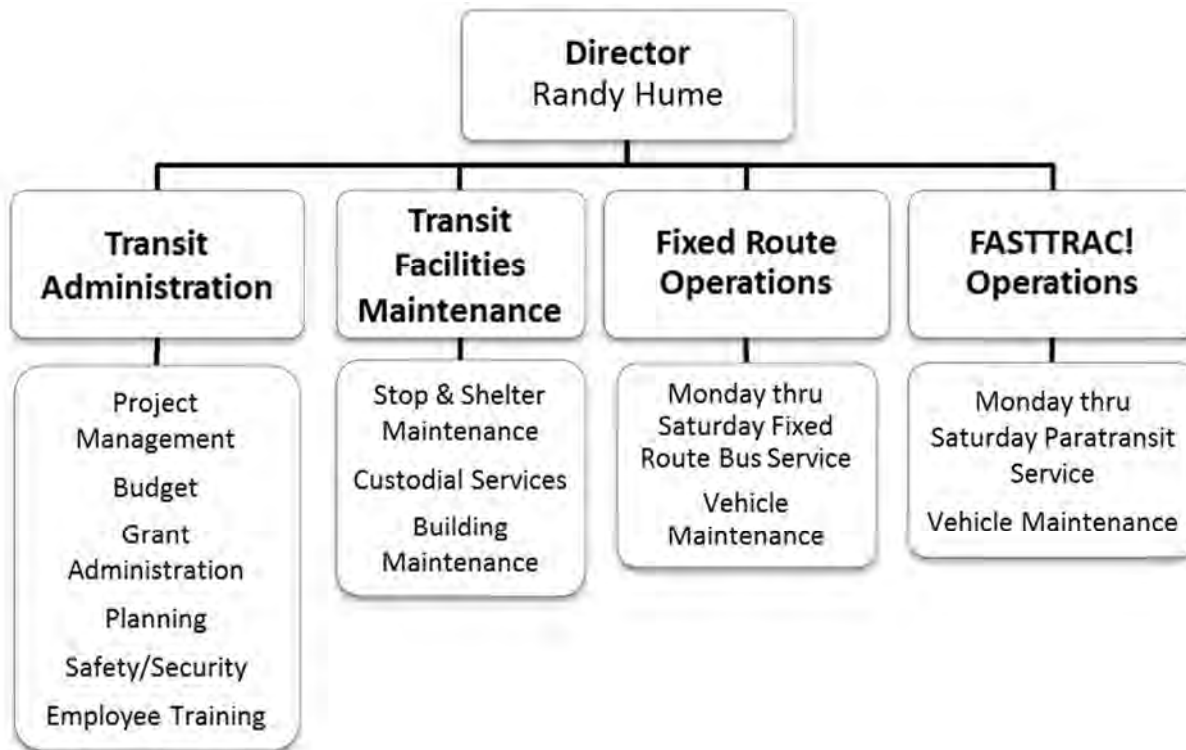 Director
Randy Hume
Transit
Administration
Transit
Facilities
Maintenance
Fixed Route
Operations
FASTTRAC!
Operations
Project
Management
Budget
Grant
Administration
Planning
Safety/Security
Employee Training
Stop & Shelter
Maintenance
Custodial Services
Building
Maintenance
Monday thru
Saturday Fixed
Route Bus Service
Vehicle
Maintenance
Monday thru
Saturday Paratransit
Service
Vehicle Maintenance